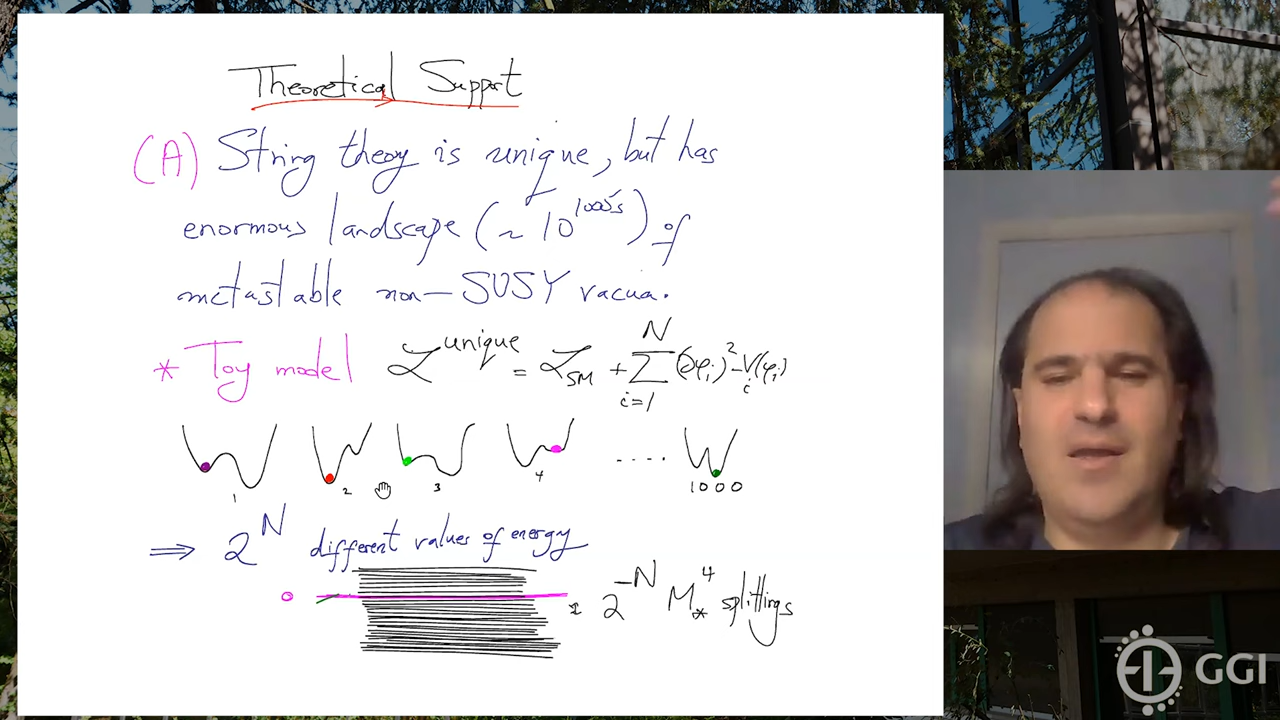 Theoretical Support
(A) String theory is unique, but has
enormous landscape (~ 10^1000's) of
metastable non-SUSY vacua.
* Toy model ℒ^unique = ℒ_SM + Σ_{i=1}^N (∂φ_i)^2 - V_i(φ_i)
1 2 3 4 ..... 1000
⇒ 2^N different values of energy
0 2^-N M_*^4 splittings
GGI